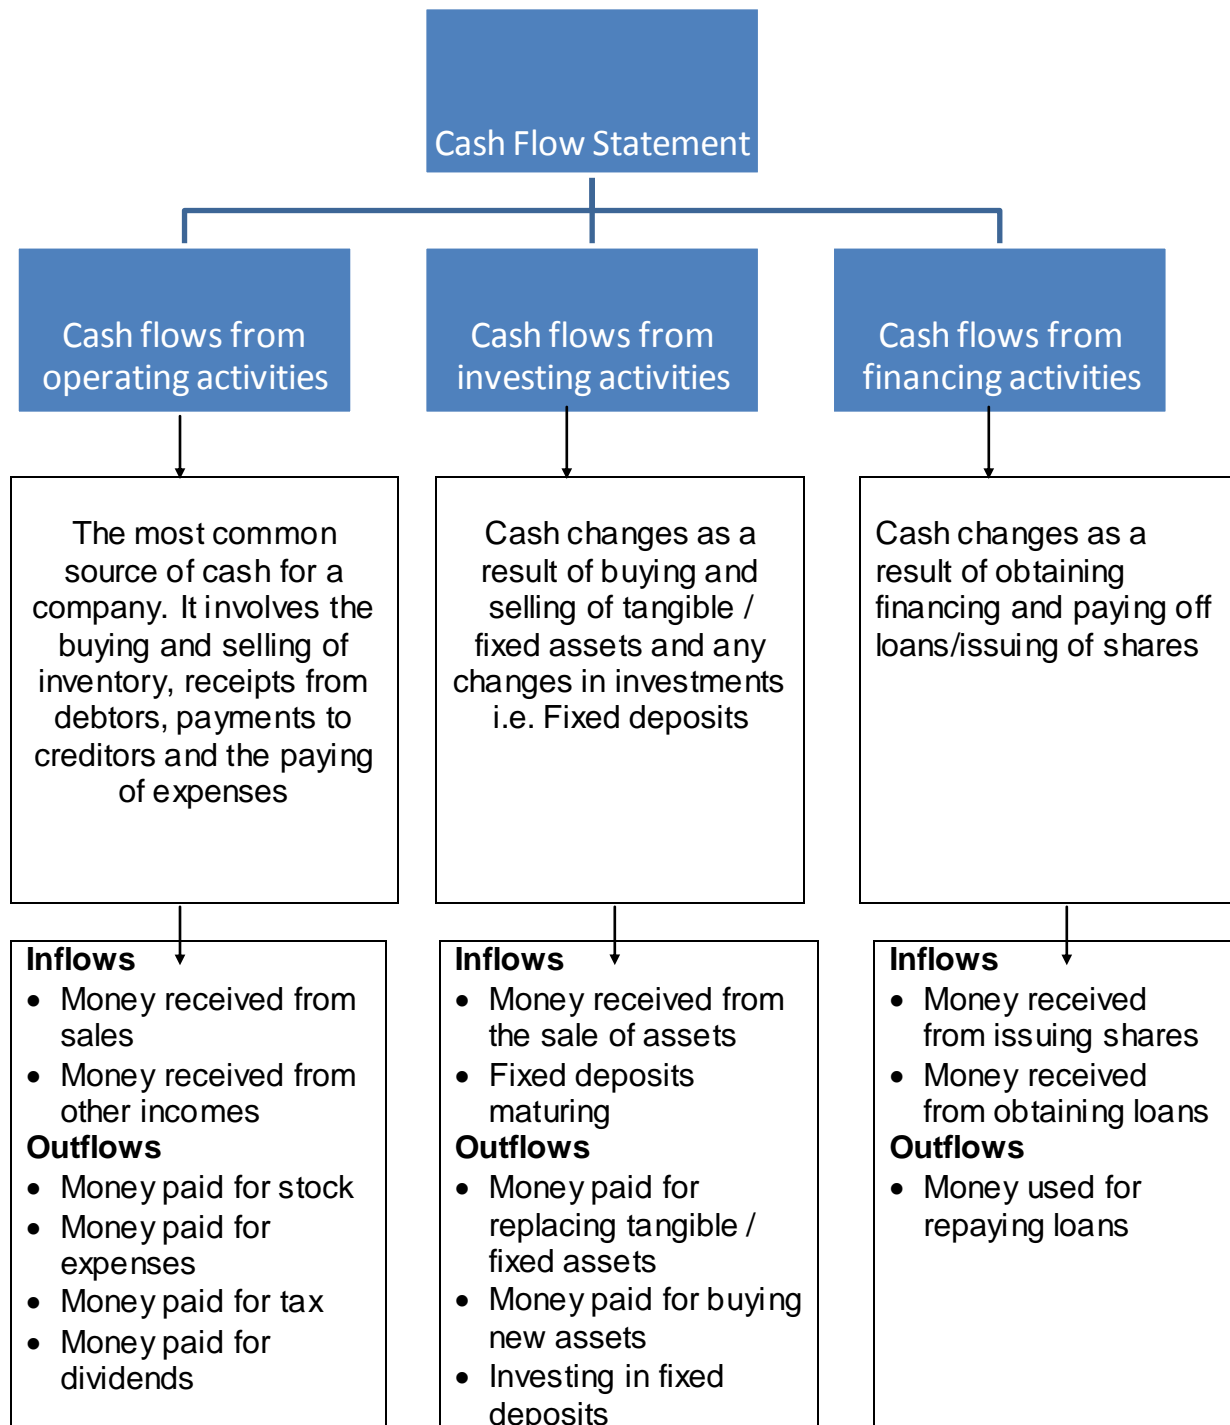 Cash Flow Statement
Cash flows from
operating activities
Cash flows from
investing activities
Cash flows from
financing activities
The most common
source of cash for a
company. It involves the
buying and selling of
inventory, receipts from
debtors, payments to
creditors and the paying
of expenses
Cash changes as a
result of buying and
selling of tangible /
fixed assets and any
changes in investments
i.e. Fixed deposits
Cash changes as a
result of obtaining
financing and paying off
loans/issuing of shares
Inflows
• Money received from
sales
• Money received from
other incomes
Outflows
• Money paid for stock
• Money paid for
expenses
• Money paid for tax
• Money paid for
dividends
Inflows
• Money received from
the sale of assets
• Fixed deposits
maturing
Outflows
• Money paid for
replacing tangible /
fixed assets
• Money paid for buying
new assets
• Investing in fixed
deposits
Inflows
• Money received
from issuing shares
• Money received
from obtaining loans
Outflows
• Money used for
repaying loans